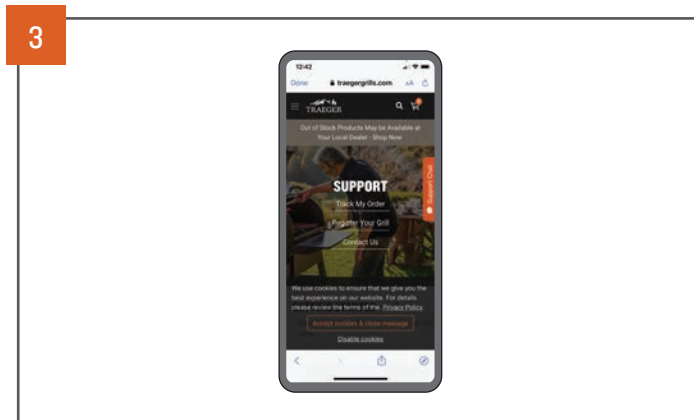 3
12:42
Done traegergrills.com AA
TRAEGER
Out of Stock Products May be Available at
Your Local Dealer - Shop Now
SUPPORT
Track My Order
Register Your Grill
Contact Us
Support Chat
We use cookies to ensure that we give you the
best experience on our website. For details
please review the terms of the Privacy Policy
Accept cookies & close message
Disable cookies